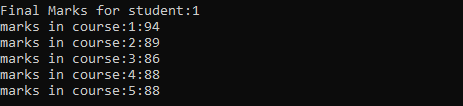 Final Marks for student:1
marks in course:1:94
marks in course:2:89
marks in course:3:86
marks in course:4:88
marks in course:5:88